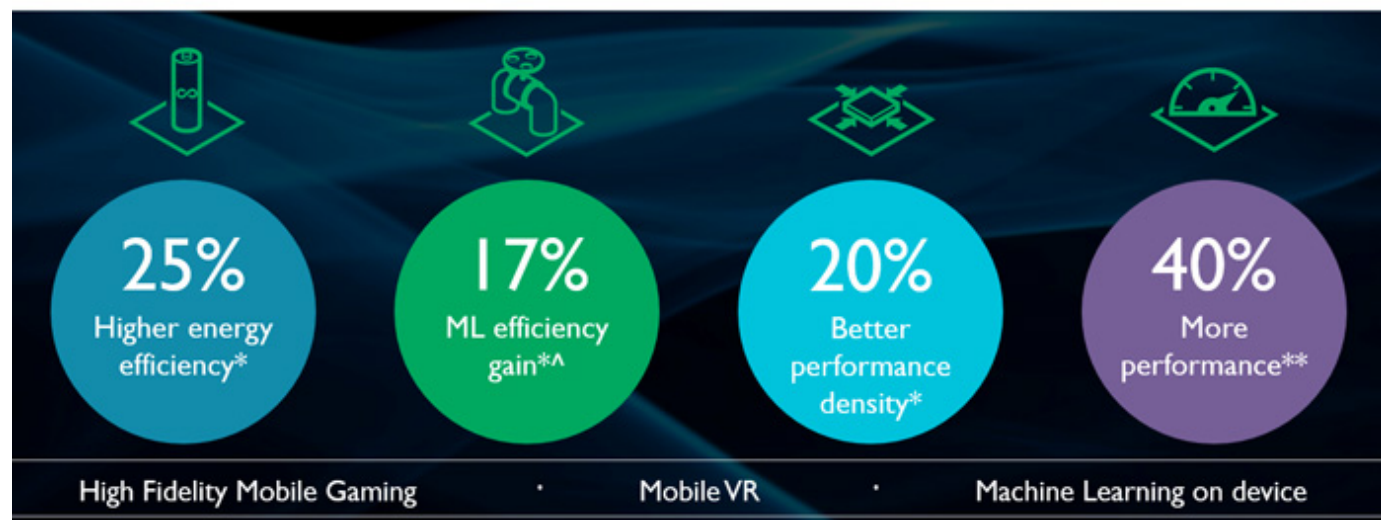 25%
Higher energy
efficiency*
17%
ML efficiency
gain*^
20%
Better
performance
density*
40%
More
performance**
High Fidelity Mobile Gaming · Mobile VR · Machine Learning on device